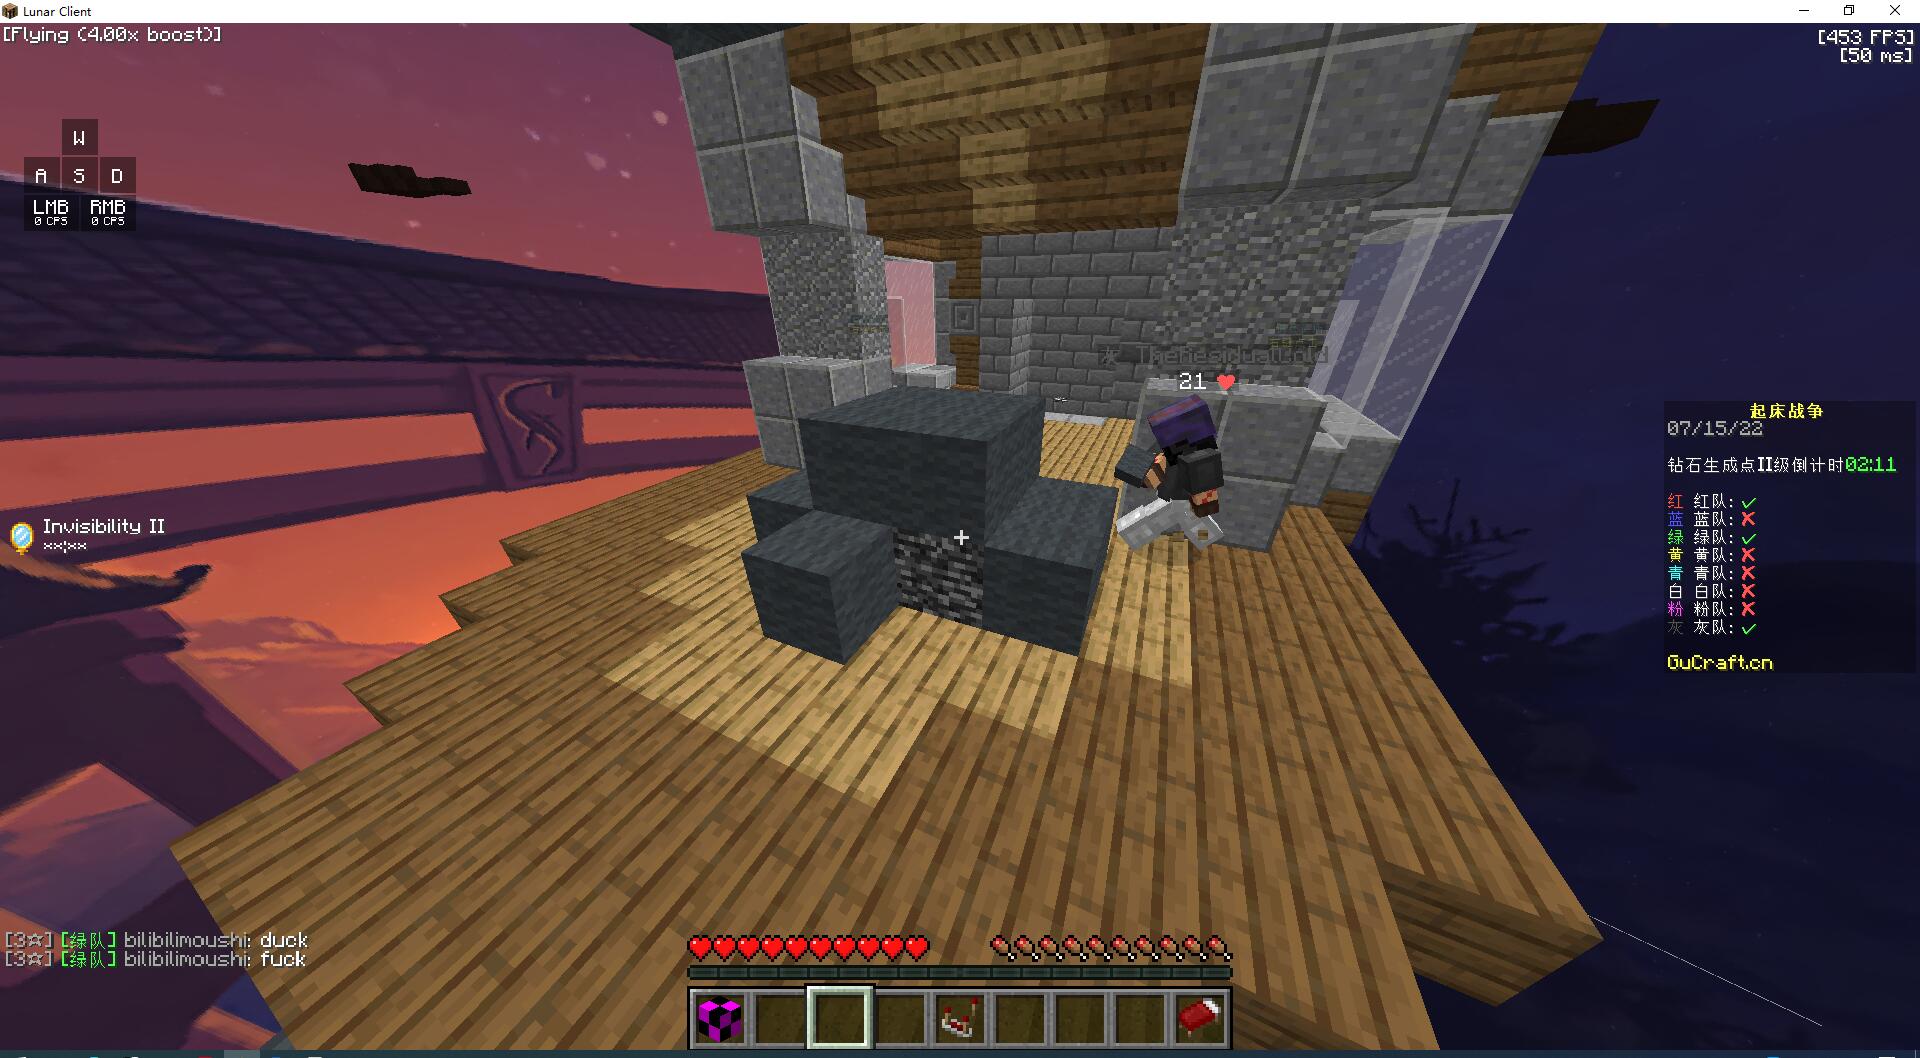 Lunar Client
[Flying (4.00x boost)]
[453 FPS]
[50 ms]
W
A S D
LMB RMB
0 CPS 0 CPS
Invisibility II
**:**
21
起床战争
07/15/22
钻石生成点II级倒计时02:11
红 红队: ✓
蓝 蓝队: ✗
绿 绿队: ✓
黄 黄队: ✗
青 青队: ✗
白 白队: ✗
粉 粉队: ✗
灰 灰队: ✓
GuCraft.cn
[3☆] [绿队] bilibilimoushi: duck
[3☆] [绿队] bilibilimoushi: fuck